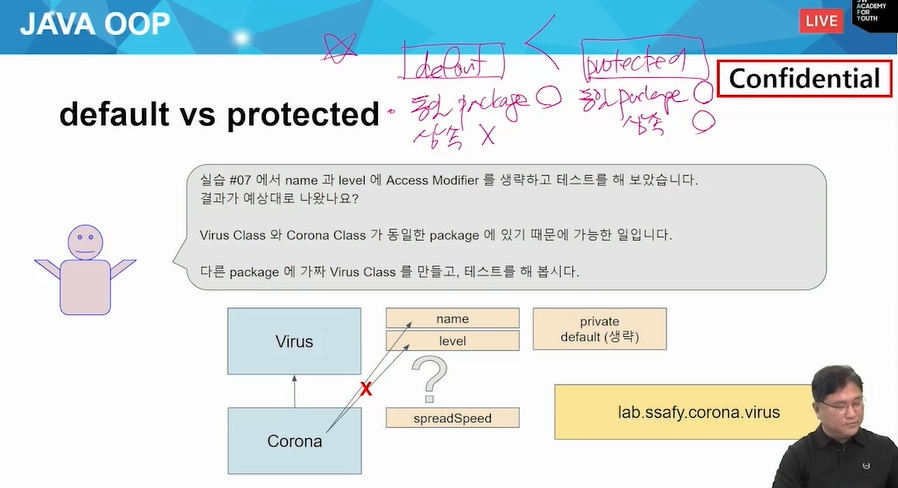 JAVA OOP
LIVE
ACADEMY
FOR
YOUTH
default
protected
Confidential
default vs protected
동일 package
상속 X
동일 package
상속
실습 #07 에서 name 과 level 에 Access Modifier 를 생략하고 테스트를 해 보았습니다.
결과가 예상대로 나왔나요?
Virus Class 와 Corona Class 가 동일한 package 에 있기 때문에 가능한 일입니다.
다른 package 에 가짜 Virus Class 를 만들고, 테스트를 해 봅시다.
Virus
name
level
private
default (생략)
X
?
spreadSpeed
Corona
lab.ssafy.corona.virus